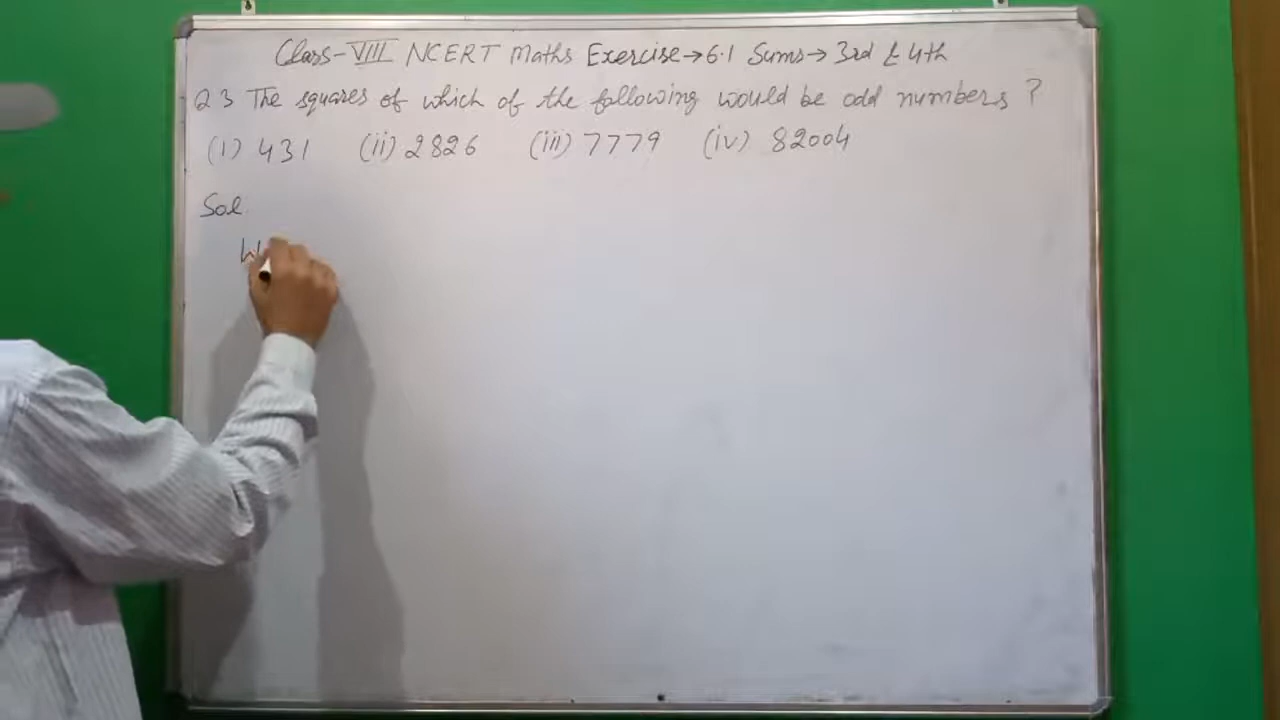 Class-VIII NCERT Maths Exercise→6.1 Sums→3rd & 4th
Q3 The squares of which of the following would be odd numbers ?
(i) 431 (ii) 2826 (iii) 7779 (iv) 82004
Sol.